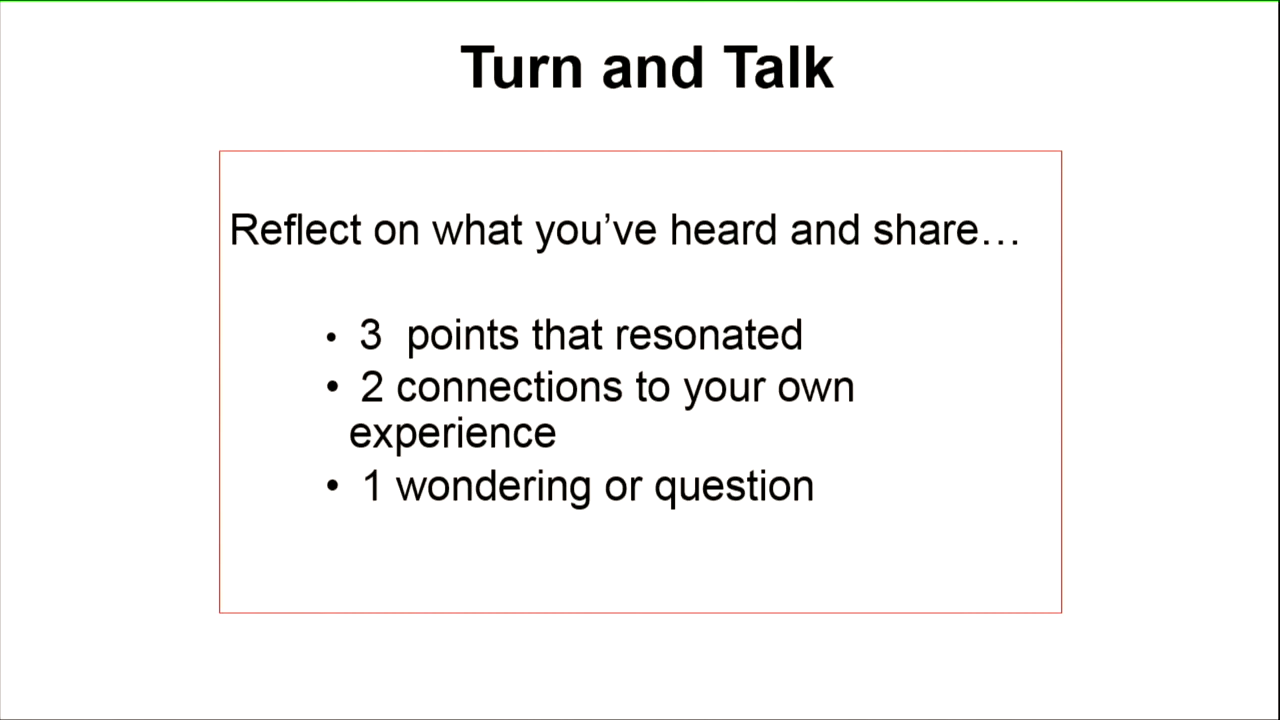 Turn and Talk
Reflect on what you’ve heard and share…
• 3  points that resonated
• 2 connections to your own
experience
• 1 wondering or question